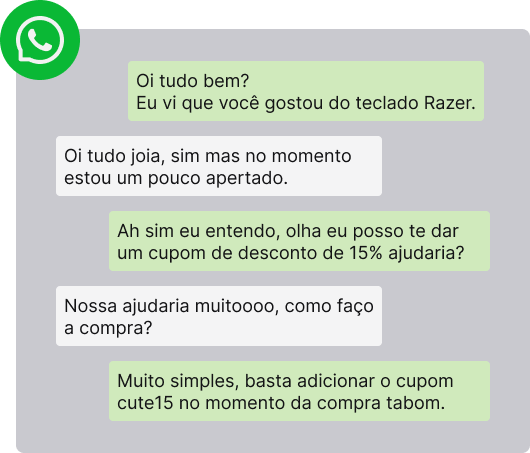 Oi tudo bem?
Eu vi que você gostou do teclado Razer.
Oi tudo joia, sim mas no momento
estou um pouco apertado.
Ah sim eu entendo, olha eu posso te dar
um cupom de desconto de 15% ajudaria?
Nossa ajudaria muitoooo, como faço
a compra?
Muito simples, basta adicionar o cupom
cute15 no momento da compra tabom.